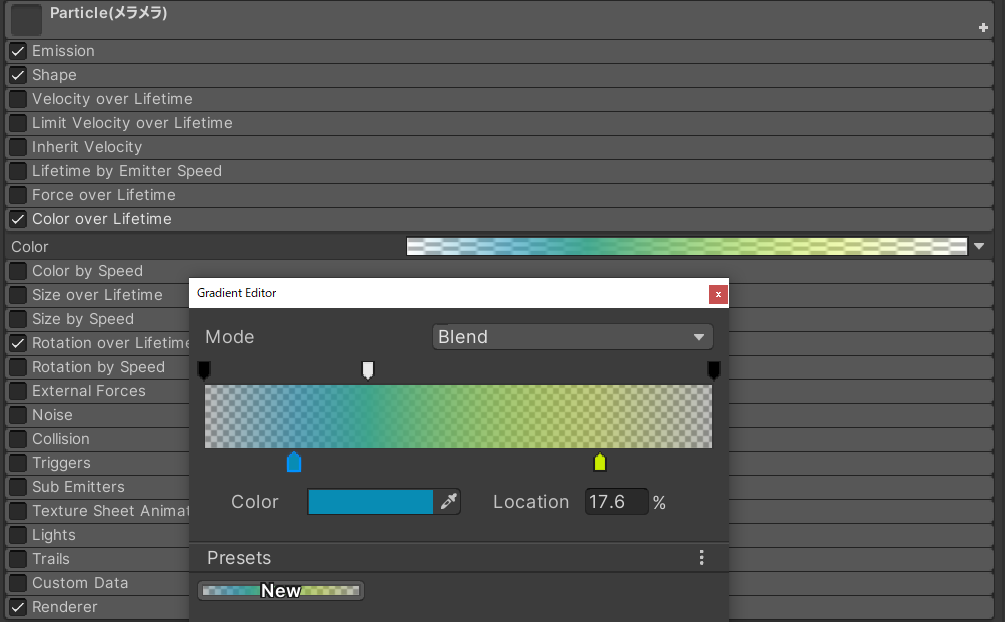 Particle(メラメラ)
Emission
Shape
Velocity over Lifetime
Limit Velocity over Lifetime
Inherit Velocity
Lifetime by Emitter Speed
Force over Lifetime
Color over Lifetime
Color
Color by Speed
Size over Lifetime
Size by Speed
Rotation over Lifetime
Rotation by Speed
External Forces
Noise
Collision
Triggers
Sub Emitters
Texture Sheet Animat
Lights
Trails
Custom Data
Renderer
Gradient Editor
Mode Blend
Color Location 17.6 %
Presets
New